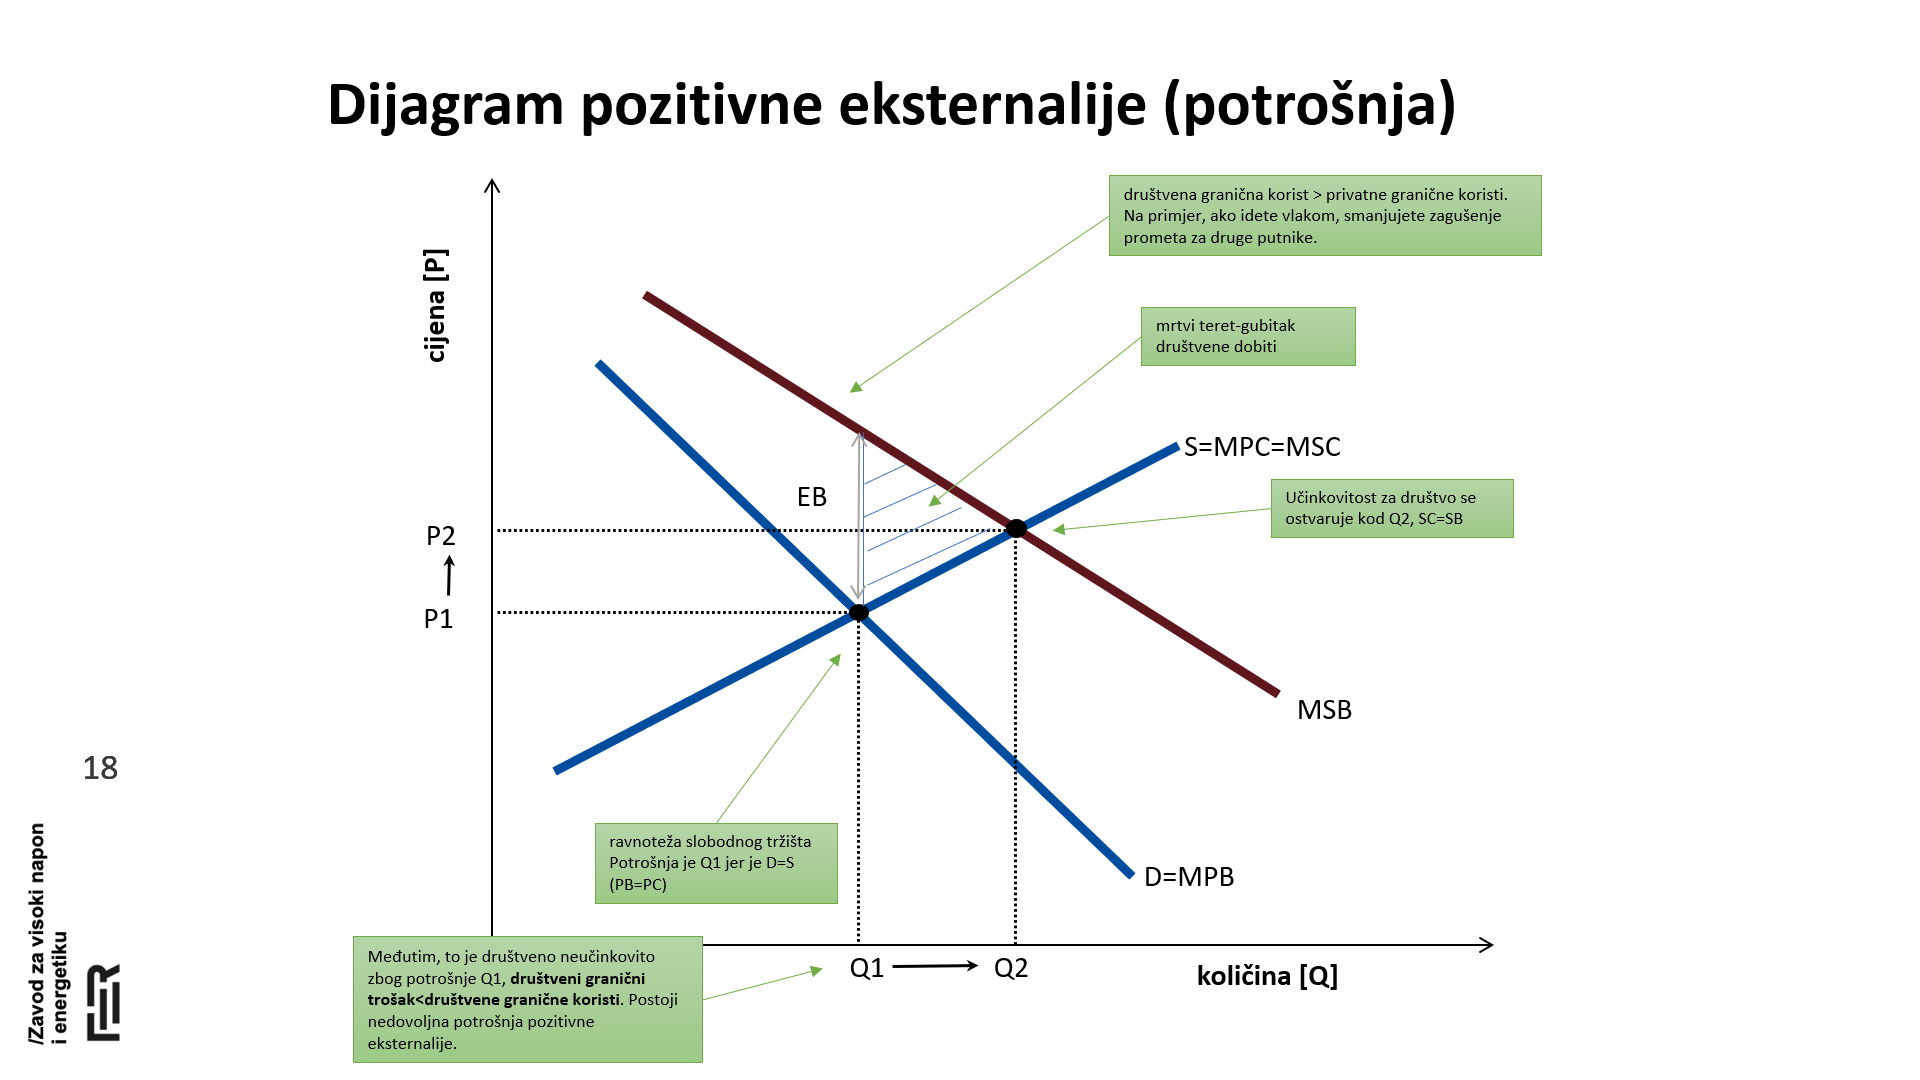 Dijagram pozitivne eksternalije (potrošnja)
društvena granična korist > privatne granične koristi.
Na primjer, ako idete vlakom, smanjujete zagušenje
prometa za druge putnike.
cijena [P]
mrtvi teret-gubitak
društvene dobiti
S=MPC=MSC
EB
Učinkovitost za društvo se
ostvaruje kod Q2, SC=SB
P2
P1
MSB
18
ravnoteža slobodnog tržišta
Potrošnja je Q1 jer je D=S
(PB=PC)
D=MPB
Međutim, to je društveno neučinkovito
zbog potrošnje Q1, društveni granični
trošak<društvene granične koristi. Postoji
nedovoljna potrošnja pozitivne
eksternalije.
Q1
Q2
količina [Q]
/Zavod za visoki napon
i energetiku